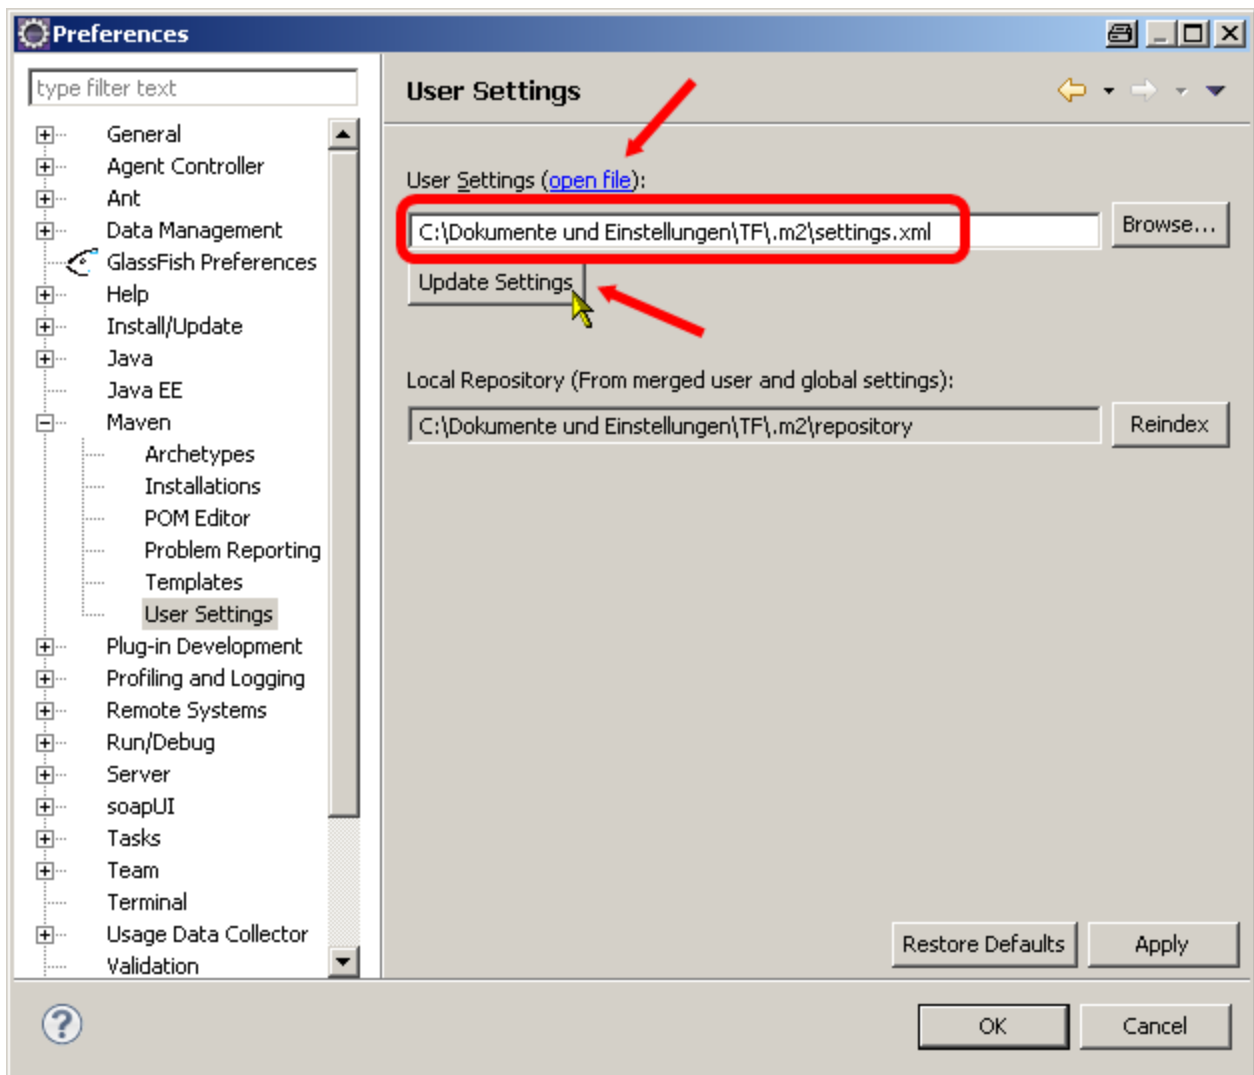 Preferences
type filter text
General
Agent Controller
Ant
Data Management
GlassFish Preferences
Help
Install/Update
Java
Java EE
Maven
Archetypes
Installations
POM Editor
Problem Reporting
Templates
User Settings
Plug-in Development
Profiling and Logging
Remote Systems
Run/Debug
Server
soapUI
Tasks
Team
Terminal
Usage Data Collector
Validation
User Settings
User Settings (open file):
C:\Dokumente und Einstellungen\TF\.m2\settings.xml
Browse...
Update Settings
Local Repository (From merged user and global settings):
C:\Dokumente und Einstellungen\TF\.m2\repository
Reindex
Restore Defaults
Apply
?
OK
Cancel